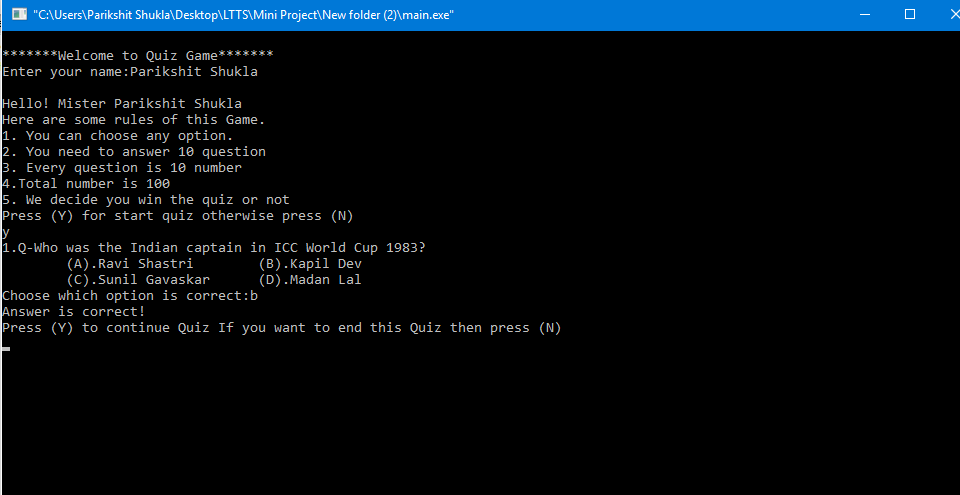 "C:\Users\Parikshit Shukla\Desktop\LTTS\Mini Project\New folder (2)\main.exe"
*******Welcome to Quiz Game*******
Enter your name:Parikshit Shukla
Hello! Mister Parikshit Shukla
Here are some rules of this Game.
1. You can choose any option.
2. You need to answer 10 question
3. Every question is 10 number
4.Total number is 100
5. We decide you win the quiz or not
Press (Y) for start quiz otherwise press (N)
y
1.Q-Who was the Indian captain in ICC World Cup 1983?
        (A).Ravi Shastri        (B).Kapil Dev
        (C).Sunil Gavaskar      (D).Madan Lal
Choose which option is correct:b
Answer is correct!
Press (Y) to continue Quiz If you want to end this Quiz then press (N)